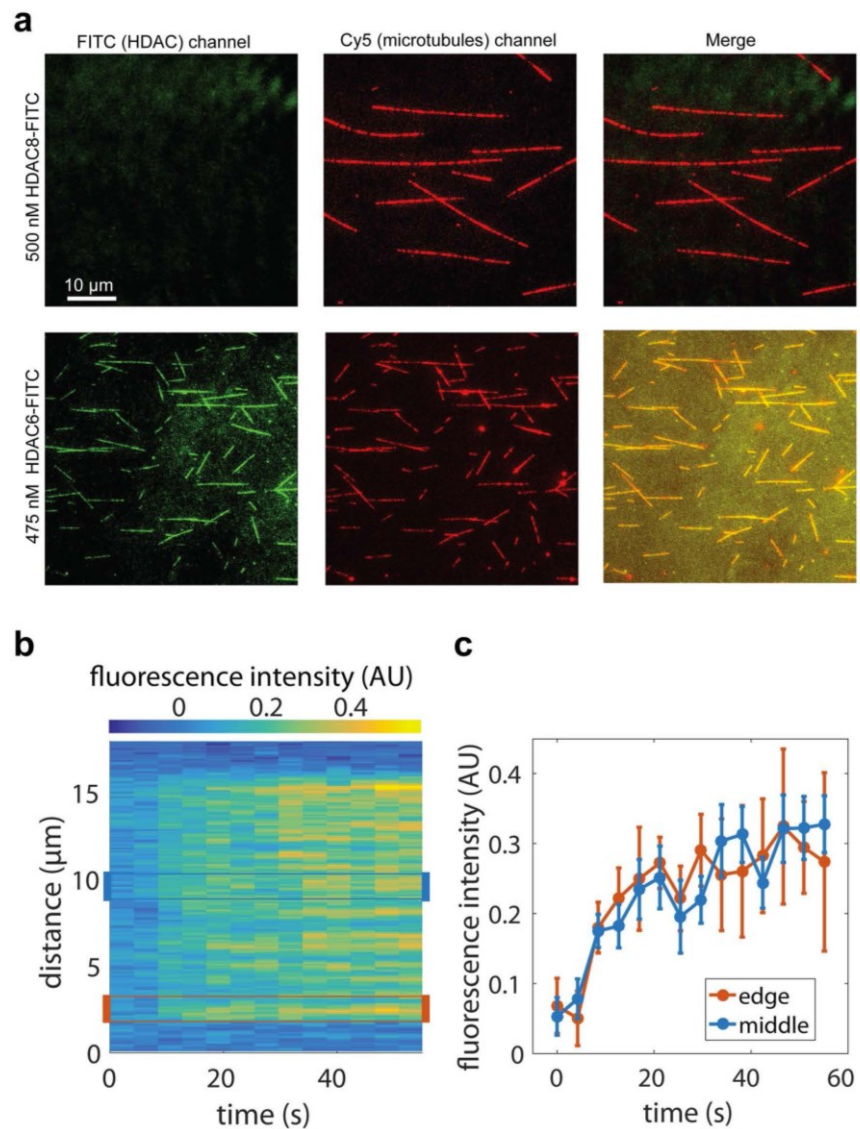 a
FITC (HDAC) channel
Cy5 (microtubules) channel
Merge
500 nM HDAC8-FITC
10 µm
475 nM HDAC6-FITC
b
fluorescence intensity (AU)
0 0.2 0.4
distance (µm)
15
10
5
0
0 20 40
time (s)
c
fluorescence intensity (AU)
0.4
0.3
0.2
0.1
0
edge
middle
0 20 40 60
time (s)